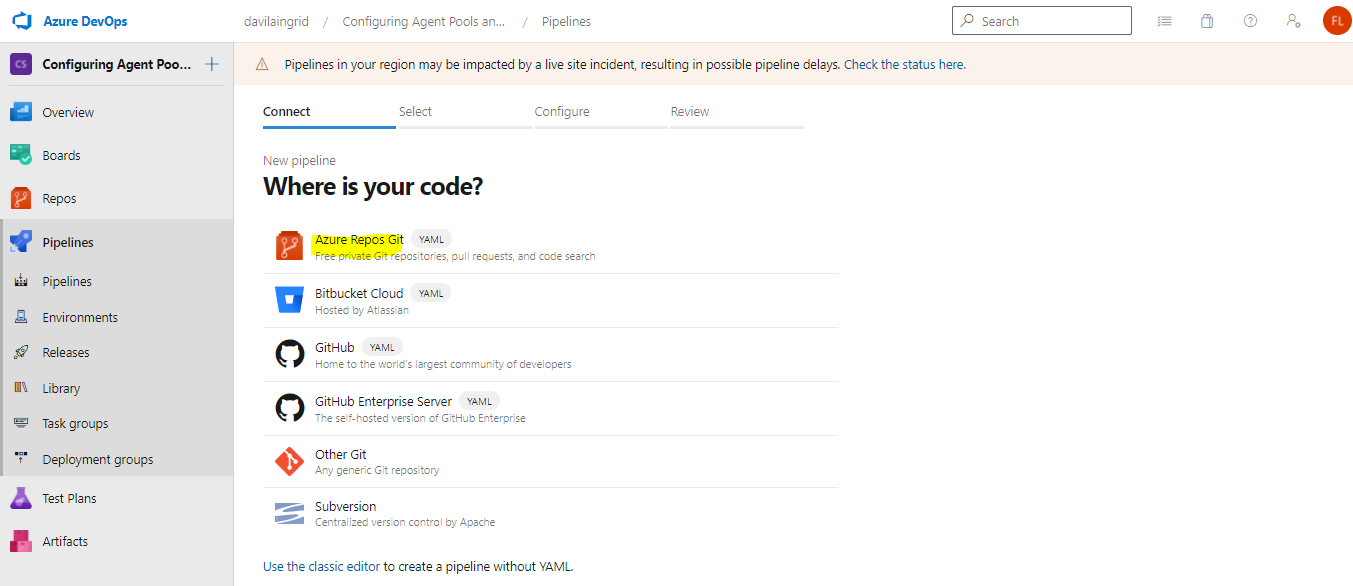 Azure DevOps
davilaingrid / Configuring Agent Pools an... / Pipelines
Search
FL
CS Configuring Agent Poo...
Pipelines in your region may be impacted by a live site incident, resulting in possible pipeline delays. Check the status here.
Overview
Boards
Repos
Pipelines
Pipelines
Environments
Releases
Library
Task groups
Deployment groups
Test Plans
Artifacts
Connect
Select
Configure
Review
New pipeline
Where is your code?
Azure Repos Git YAML
Free private Git repositories, pull requests, and code search
Bitbucket Cloud YAML
Hosted by Atlassian
GitHub YAML
Home to the world's largest community of developers
GitHub Enterprise Server YAML
The self-hosted version of GitHub Enterprise
Other Git
Any generic Git repository
Subversion
Centralized version control by Apache
Use the classic editor to create a pipeline without YAML.